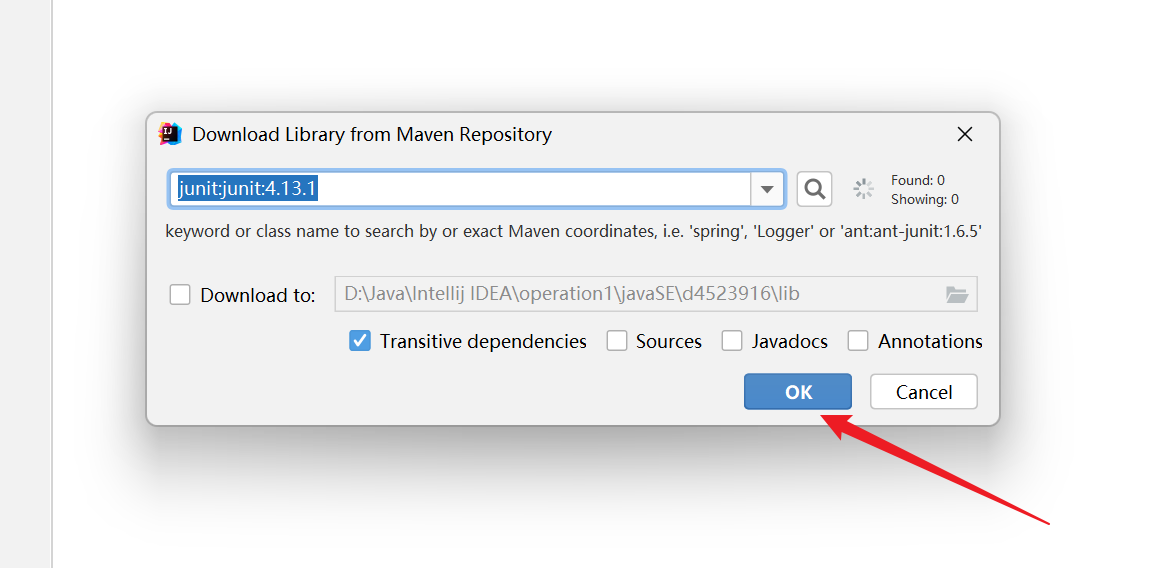 Download Library from Maven Repository
junit:junit:4.13.1
Found: 0
Showing: 0
keyword or class name to search by or exact Maven coordinates, i.e. 'spring', 'Logger' or 'ant:ant-junit:1.6.5'
Download to: D:\Java\Intellij IDEA\operation1\javaSE\d4523916\lib
Transitive dependencies Sources Javadocs Annotations
OK Cancel